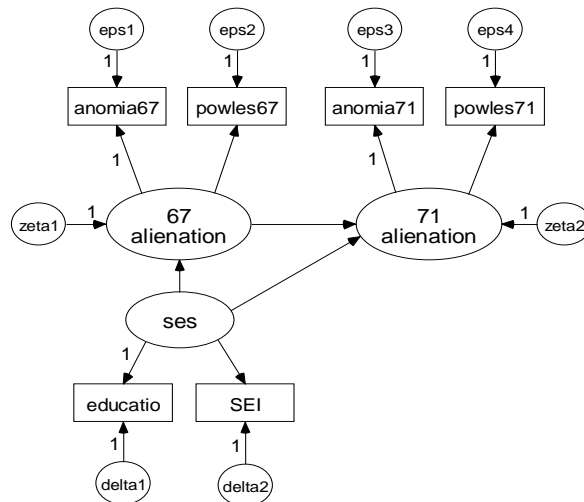 eps1 eps2 eps3 eps4
1 1 1 1
anomia67 powles67 anomia71 powles71
1 1
zeta1 1 67 71 1 zeta2
alienation alienation
ses
1
educatio SEI
1 1
delta1 delta2